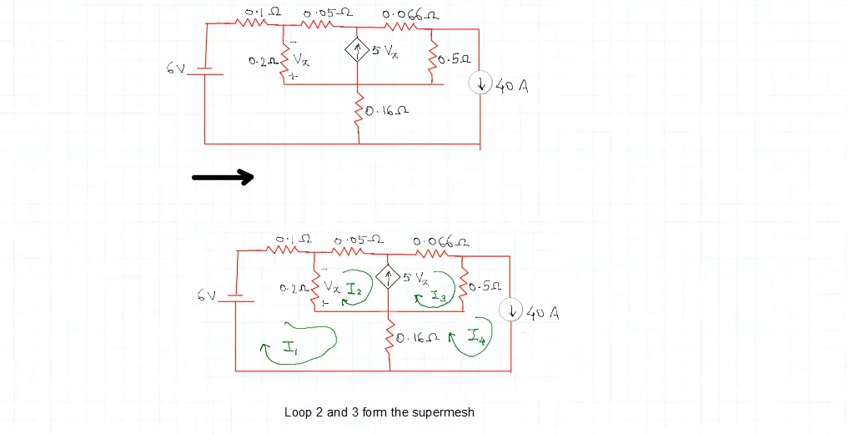 0.1 Ω 0.05 Ω 0.066 Ω
6V 0.2 Ω - Vx + 5 Vx 0.5 Ω 40 A
0.16 Ω
0.1 Ω 0.05 Ω 0.066 Ω
6V 0.2 Ω - Vx + I2 5 Vx I3 0.5 Ω 40 A
I1 0.16 Ω I4
Loop 2 and 3 form the supermesh